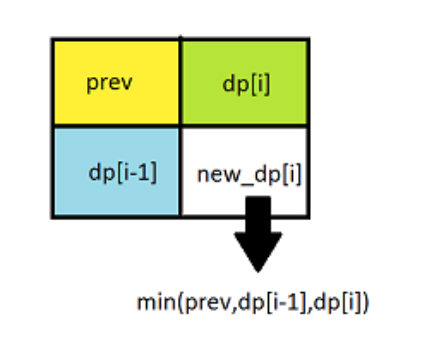 prev
dp[i]
dp[i-1]
new_dp[i]
min(prev,dp[i-1],dp[i])